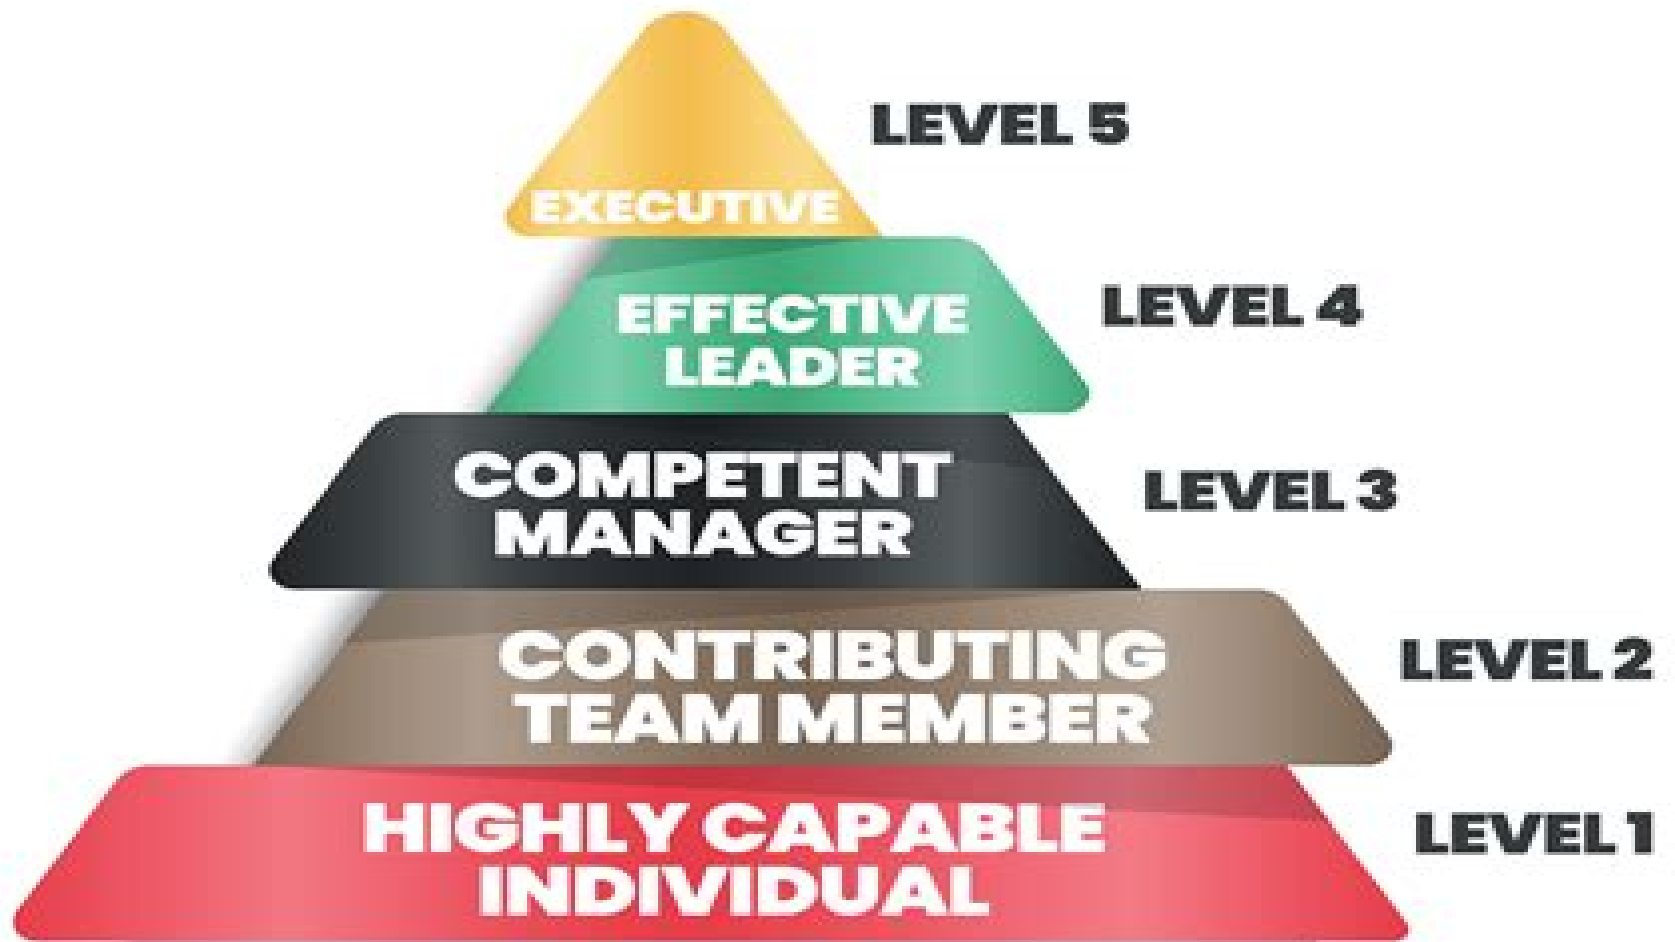 LEVEL 5
EXECUTIVE
EFFECTIVE
LEADER
LEVEL 4
COMPETENT
MANAGER
LEVEL 3
CONTRIBUTING
TEAM MEMBER
LEVEL 2
HIGHLY CAPABLE
INDIVIDUAL
LEVEL 1